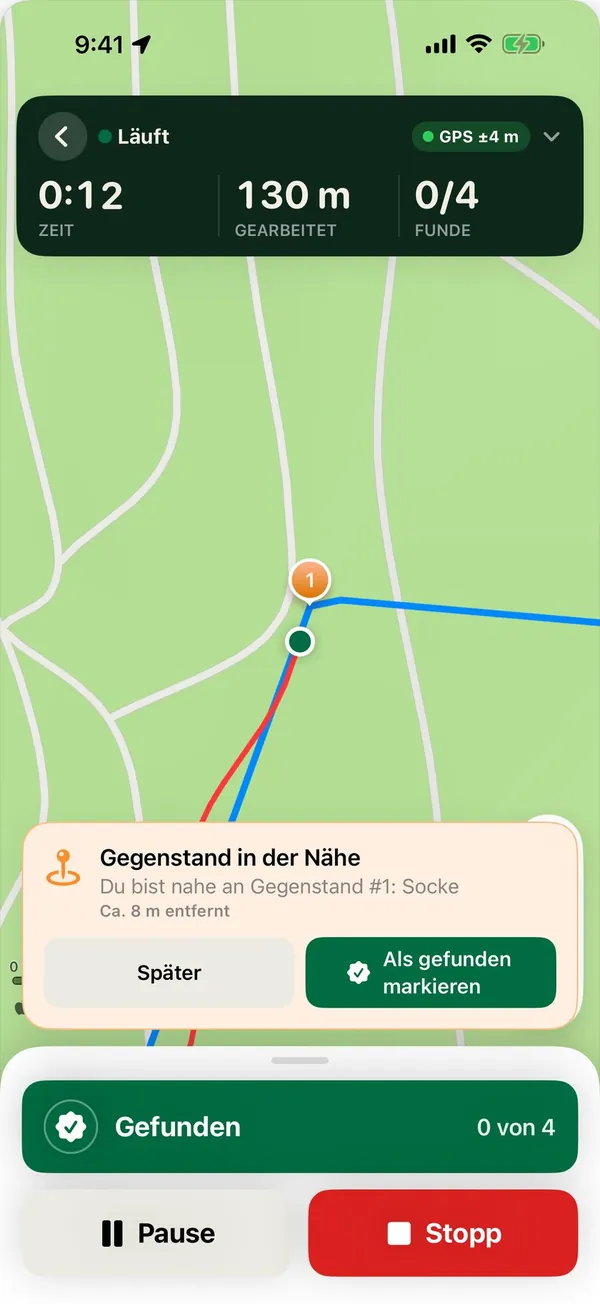 9:41
Läuft
GPS ±4 m
0:12
130 m
0/4
ZEIT
GEARBEITET
FUNDE
1
Gegenstand in der Nähe
Du bist nahe an Gegenstand #1: Socke
Ca. 8 m entfernt
0
Später
Als gefunden
markieren
Gefunden
0 von 4
Pause
Stopp